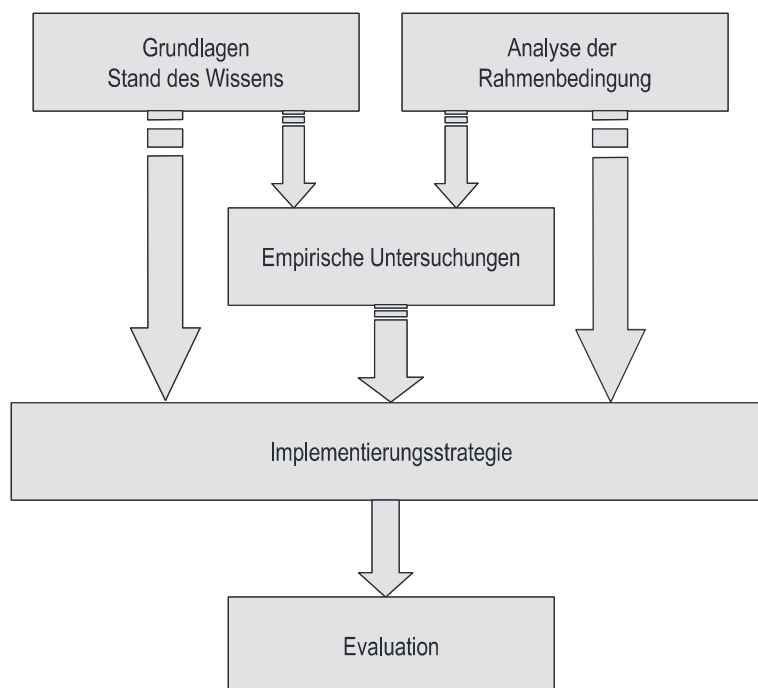 Grundlagen
Stand des Wissens
Analyse der
Rahmenbedingung
Empirische Untersuchungen
Implementierungsstrategie
Evaluation